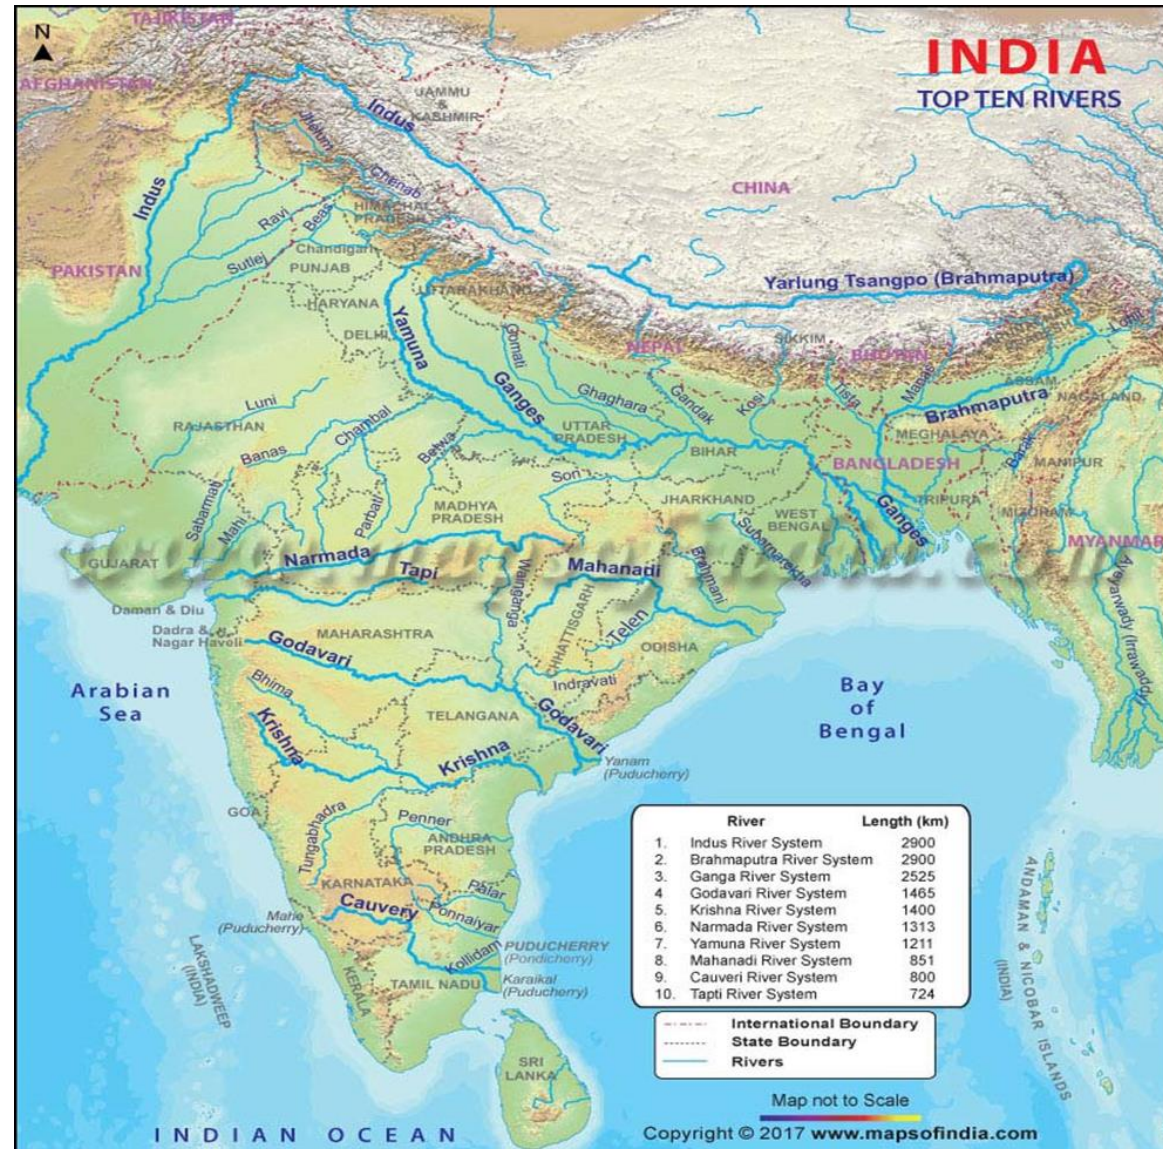 N
INDIA
TOP TEN RIVERS
TAJIKISTAN
AFGHANISTAN
JAMMU
&
KASHMIR
Indus
Jhelum
Chenab
CHINA
Indus
HIMACHAL
PRADESH
Ravi
Beas
Sutlej
Chandigarh
PUNJAB
PAKISTAN
UTTARAKHAND
Yarlung Tsangpo (Brahmaputra)
HARYANA
DELHI
Yamuna
Ganges
Gomati
NEPAL
SIKKIM
BHUTAN
Lohit
Ghaghara
Gandak
Kosi
Tista
Manas
ASSAM
NAGALAND
Brahmaputra
Luni
RAJASTHAN
Chambal
Banas
Betwa
UTTAR
PRADESH
BIHAR
MEGHALAYA
BANGLADESH
Barak
MANIPUR
Son
Sabarmati
Mahi
Parbati
MADHYA
PRADESH
JHARKHAND
WEST
BENGAL
Ganges
TRIPURA
MIZORAM
Subarnarekha
MYANMAR
www.mapsofindia.com
GUJARAT
Narmada
Tapi
Wainganga
Mahanadi
Brahmani
Ayeyarwady (Irrawaddy)
Daman & Diu
Dadra &
Nagar Haveli
MAHARASHTRA
CHHATTISGARH
Telen
ODISHA
Godavari
Indravati
Arabian
Sea
Bay
of
Bengal
Bhima
TELANGANA
Godavari
Krishna
Krishna
Yanam
(Puducherry)
GOA
Tungabhadra
Penner
ANDHRA
PRADESH
KARNATAKA
Palar
Cauvery
Ponnaiyar
Mahe
(Puducherry)
Kollidam
PUDUCHERRY
(Pondicherry)
Karaikal
(Puducherry)
KERALA
TAMIL NADU
LAKSHADWEEP
(INDIA)
SRI
LANKA
INDIAN OCEAN
ANDAMAN & NICOBAR ISLANDS
(INDIA)
River Length (km)
1. Indus River System 2900
2. Brahmaputra River System 2900
3. Ganga River System 2525
4 Godavari River System 1465
5. Krishna River System 1400
6. Narmada River System 1313
7. Yamuna River System 1211
8. Mahanadi River System 851
9. Cauveri River System 800
10. Tapti River System 724
International Boundary
State Boundary
Rivers
Map not to Scale
Copyright © 2017 www.mapsofindia.com